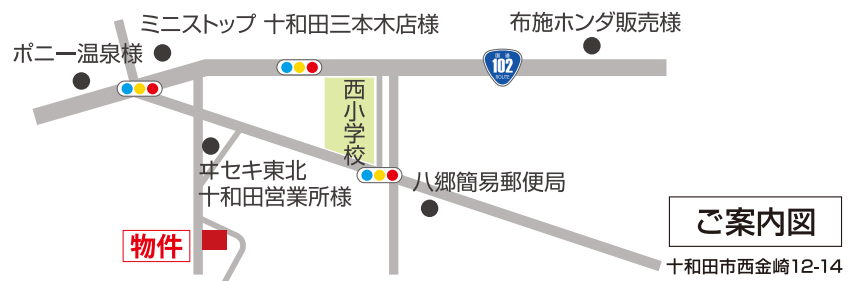 ミニストップ 十和田三本木店様
布施ホンダ販売様
ポニー温泉様
国道
102
ROUTE
西小学校
ヰセキ東北
十和田営業所様
八郷簡易郵便局
物件
ご案内図
十和田市西金崎12-14